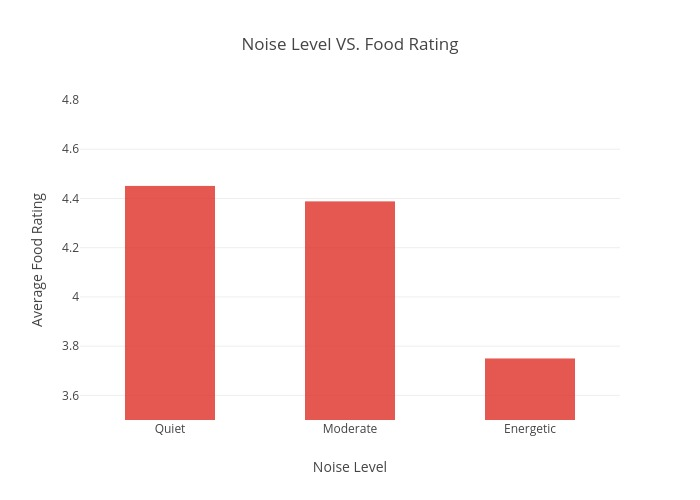 Noise Level VS. Food Rating
4.8
4.6
4.4
4.2
4
3.8
3.6
Average Food Rating
Quiet
Moderate
Energetic
Noise Level